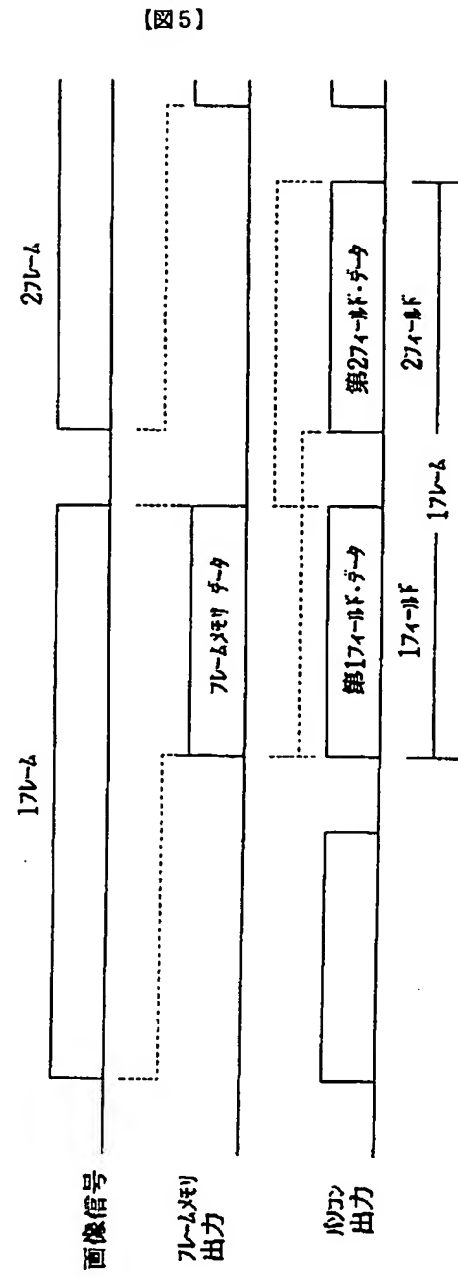 【図5】
1フレーム
2フレーム
画像信号
フレームメモリ
出力
フレームメモリ データ
パソコン
出力
第1フィールド・データ
第2フィールド・データ
1フィールド
2フィールド
1フレーム